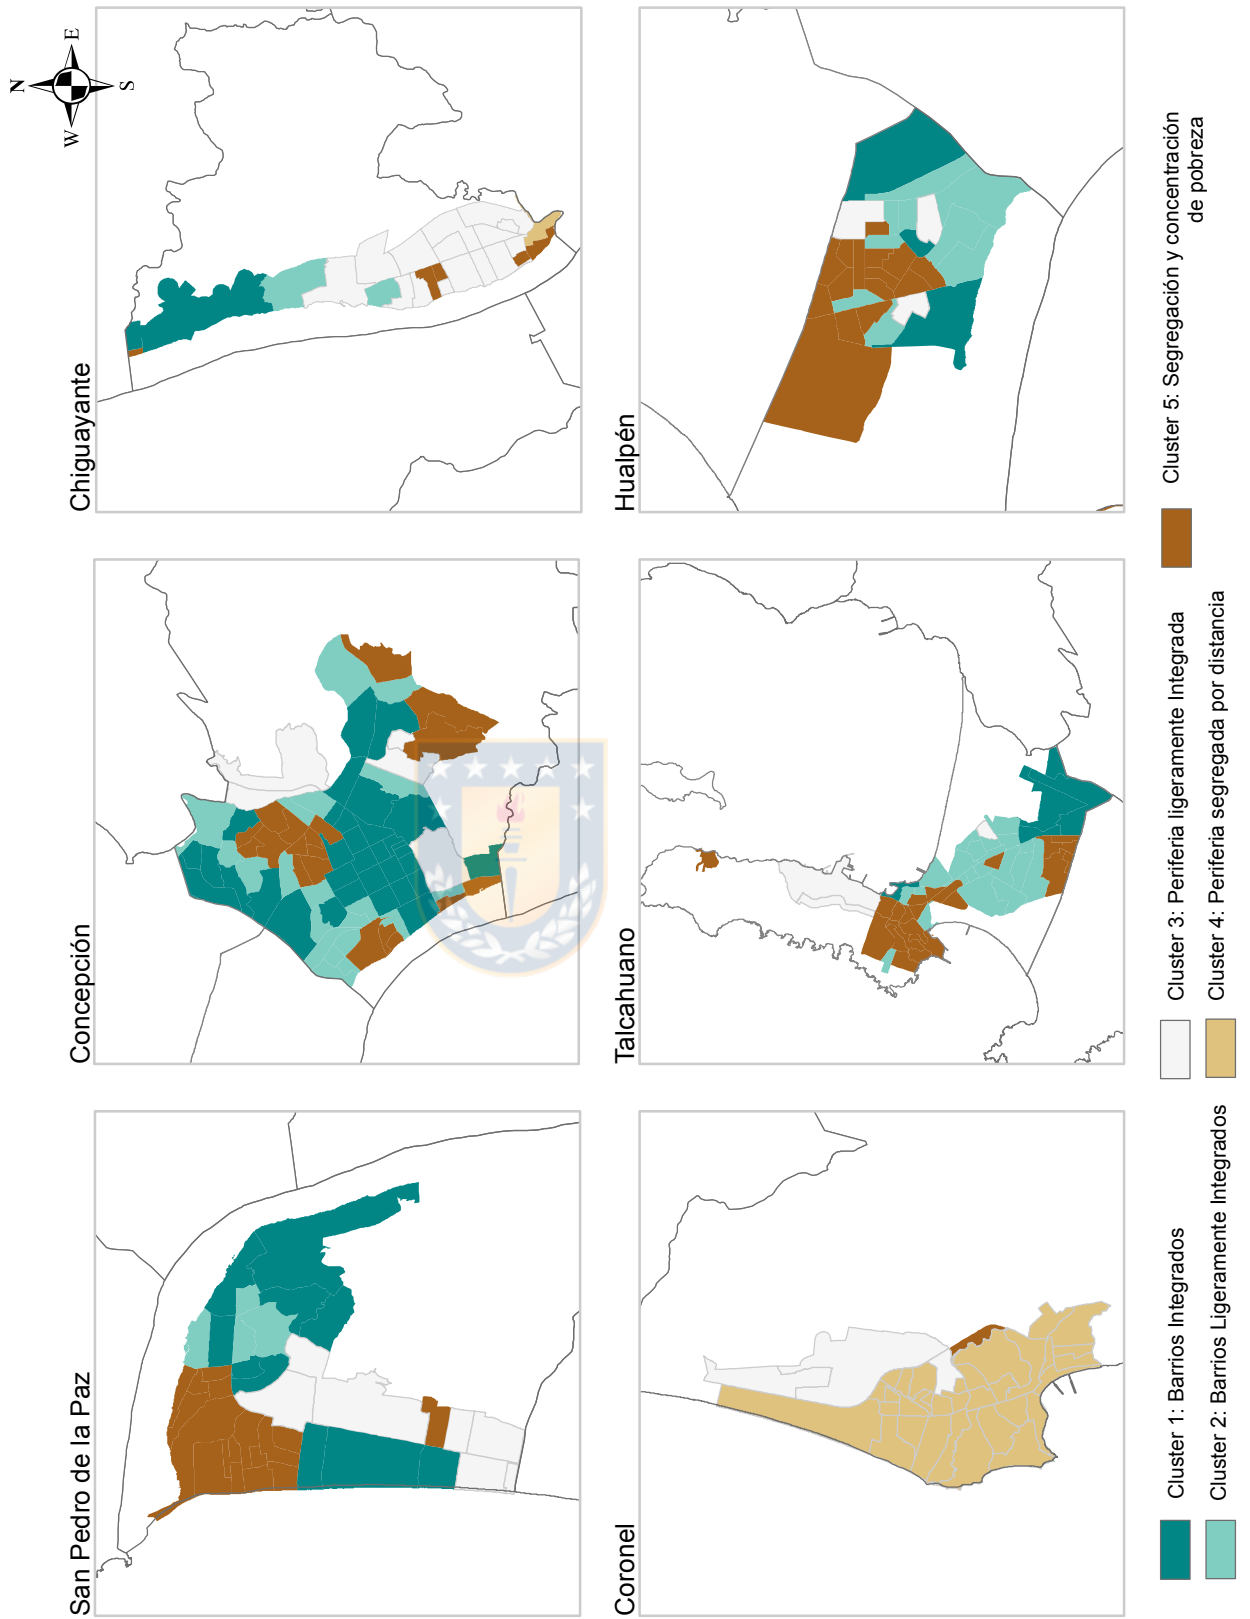 N
W
E
S
San Pedro de la Paz
Concepción
Chiguayante
Coronel
Talcahuano
Hualpén
Cluster 1: Barrios Integrados
Cluster 2: Barrios Ligeramente Integrados
Cluster 3: Periferia ligeramente Integrada
Cluster 4: Periferia segregada por distancia
Cluster 5: Segregación y concentración
de pobreza